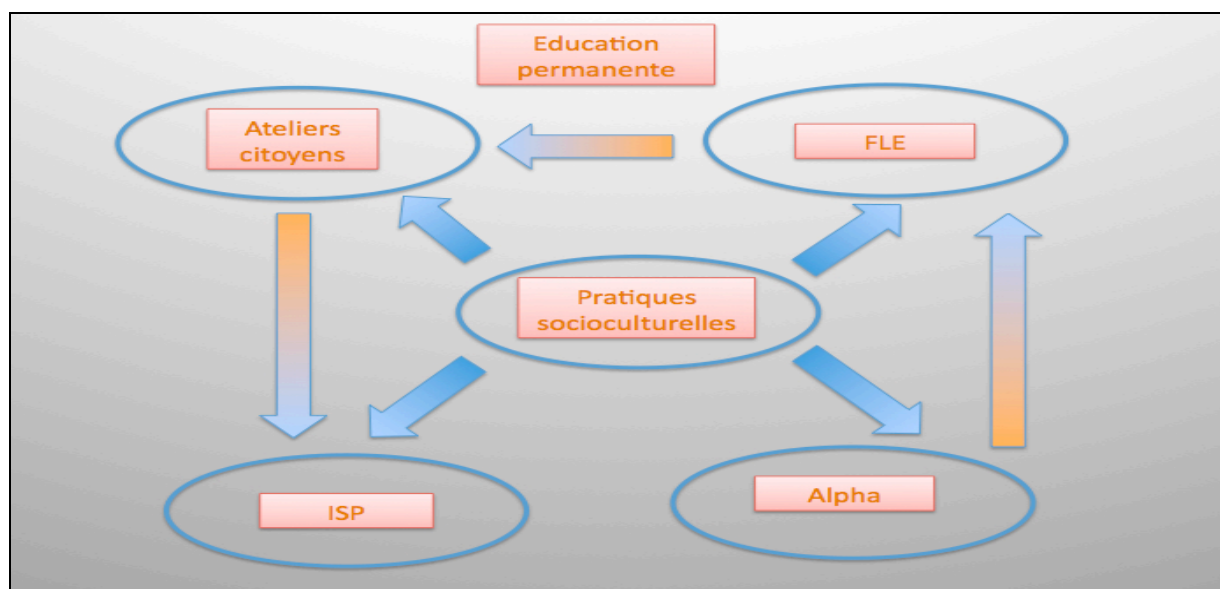 Education
permanente
Ateliers
citoyens
FLE
Pratiques
socioculturelles
ISP
Alpha